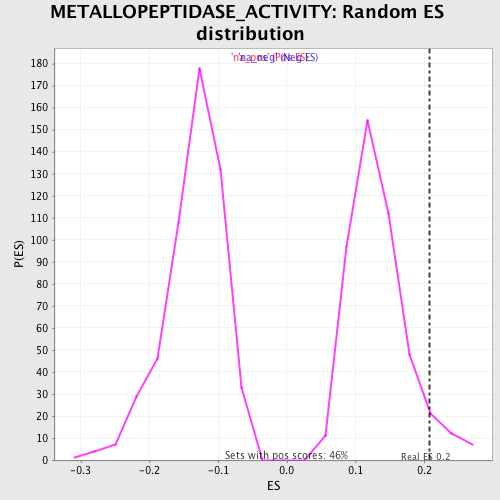 METALLOPEPTIDASE_ACTIVITY: Random ES
distribution
180
170
160
150
140
130
120
110
100
90
80
70
60
50
40
30
20
10
0
P(ES)
Sets with pos scores: 46%
Real ES 0.2
-0.3 -0.2 -0.1 0.0 0.1 0.2
ES